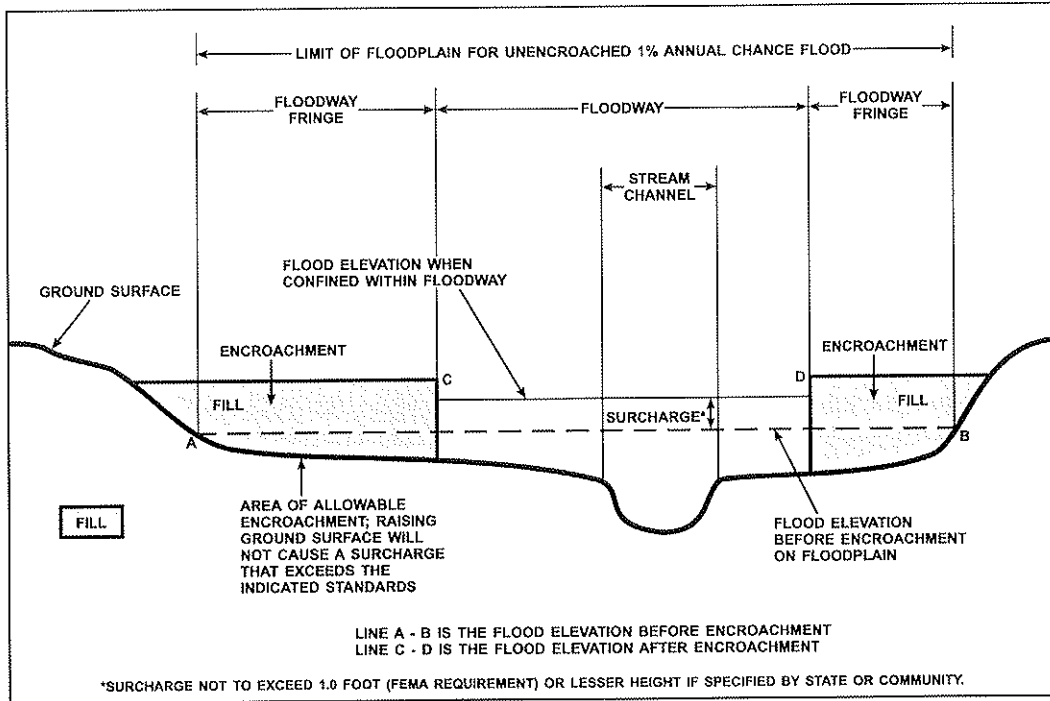 LIMIT OF FLOODPLAIN FOR UNENCROACHED 1% ANNUAL CHANCE FLOOD
FLOODWAY
FRINGE
FLOODWAY
FLOODWAY
FRINGE
STREAM
CHANNEL
FLOOD ELEVATION WHEN
CONFINED WITHIN FLOODWAY
GROUND SURFACE
ENCROACHMENT
ENCROACHMENT
C
D
FILL
FILL
SURCHARGE*
A
B
AREA OF ALLOWABLE
ENCROACHMENT; RAISING
GROUND SURFACE WILL
NOT CAUSE A SURCHARGE
THAT EXCEEDS THE
INDICATED STANDARDS
FILL
FLOOD ELEVATION
BEFORE ENCROACHMENT
ON FLOODPLAIN
LINE A - B IS THE FLOOD ELEVATION BEFORE ENCROACHMENT
LINE C - D IS THE FLOOD ELEVATION AFTER ENCROACHMENT
*SURCHARGE NOT TO EXCEED 1.0 FOOT (FEMA REQUIREMENT) OR LESSER HEIGHT IF SPECIFIED BY STATE OR COMMUNITY.